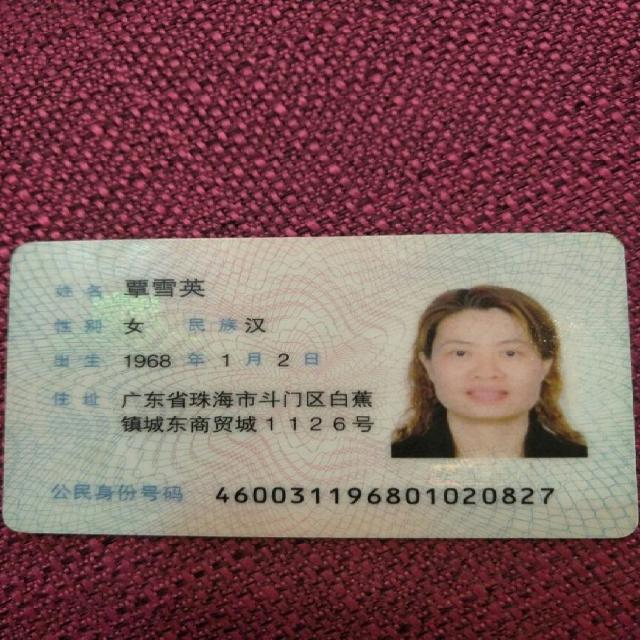 姓名 覃雪英
性别 女 民族 汉
出生 1968 年 1 月 2 日
住址 广东省珠海市斗门区白蕉
镇城东商贸城1126号
公民身份号码 460031196801020827